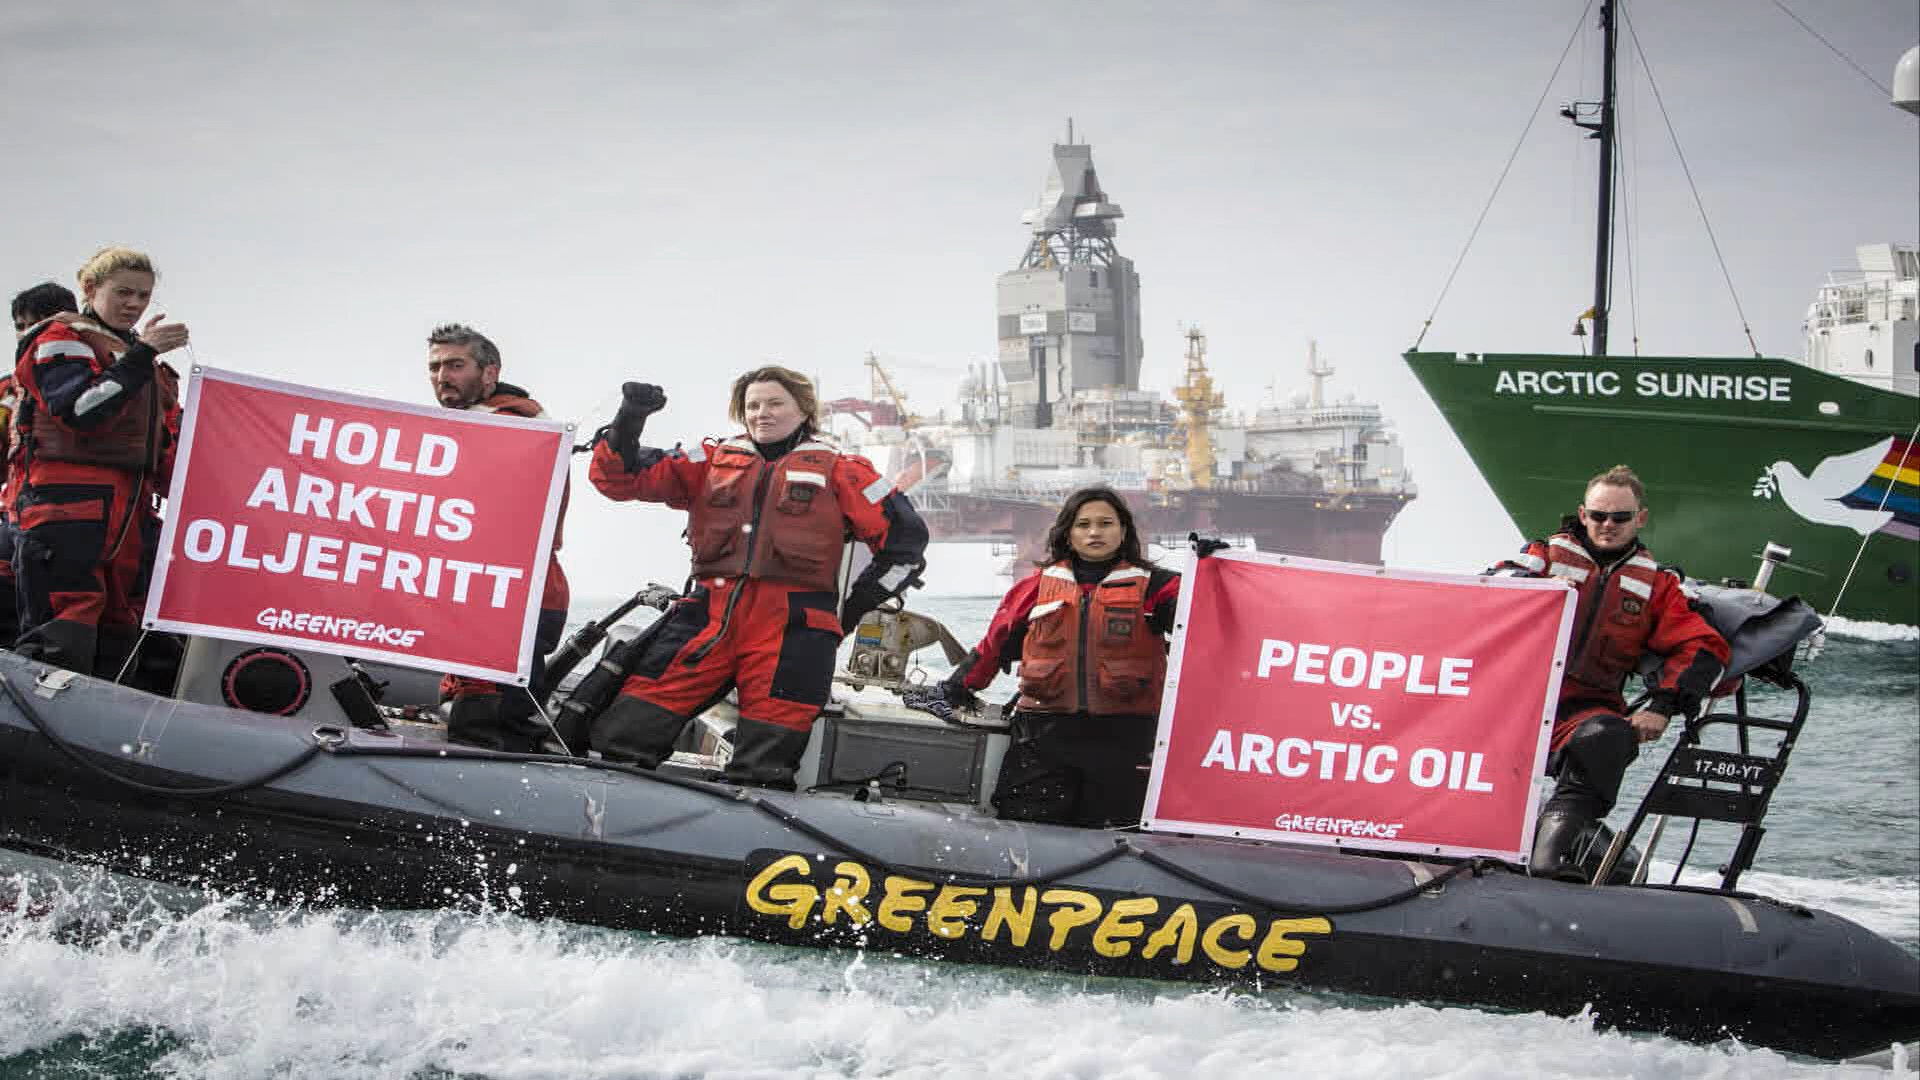 ARCTIC SUNRISE
HOLD
ARKTIS
OLJEFRITT
GREENPEACE
PEOPLE
VS.
ARCTIC OIL
GREENPEACE
17-80-YT
GREENPEACE